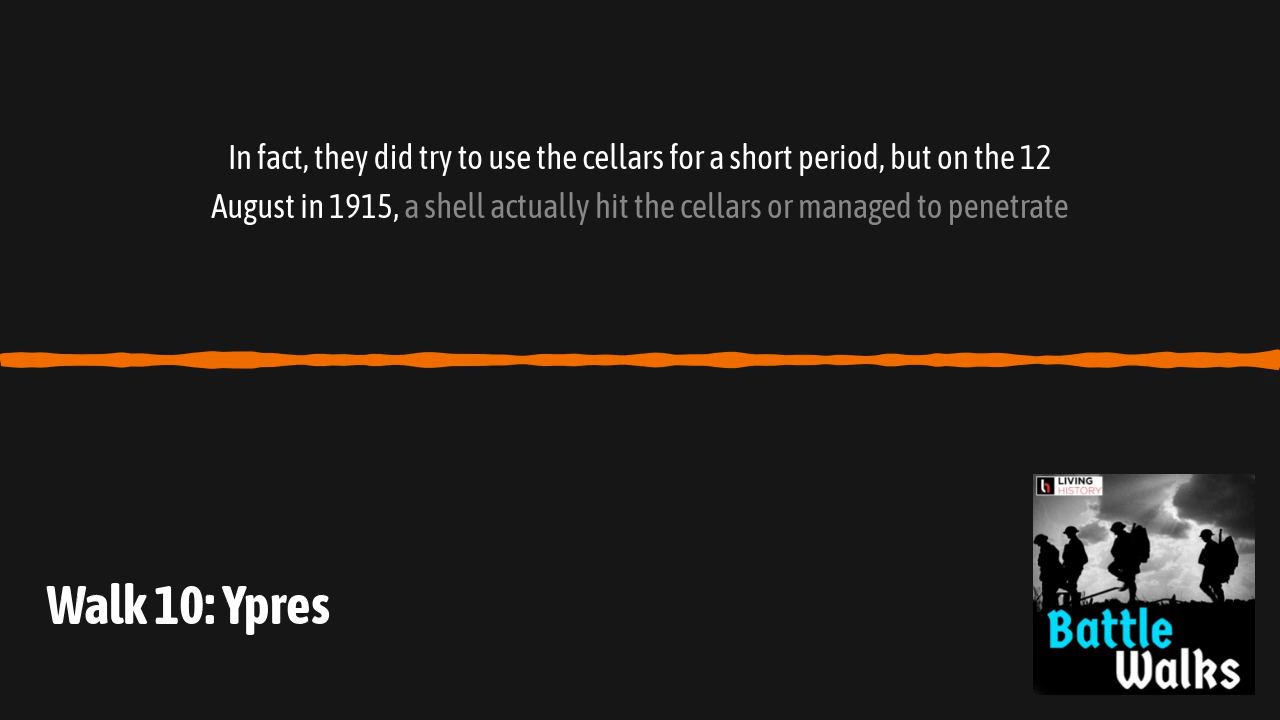 In fact, they did try to use the cellars for a short period, but on the 12
August in 1915, a shell actually hit the cellars or managed to penetrate
Walk 10: Ypres
LIVING
HISTORY
Battle
Walks